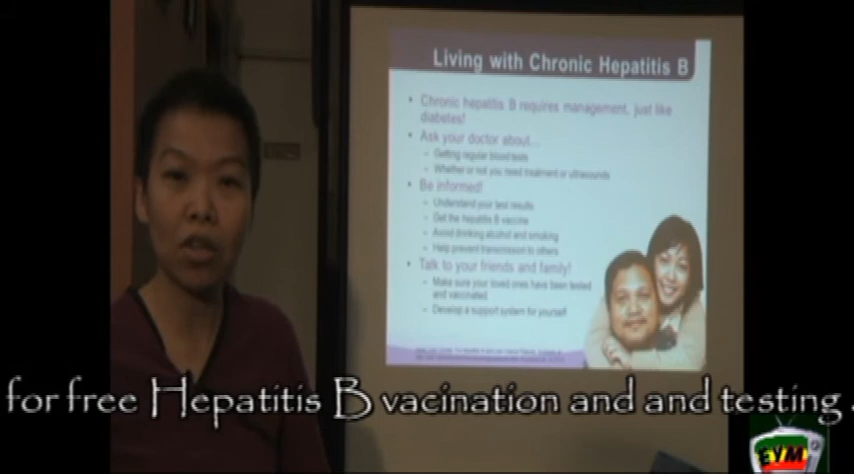 Living with Chronic Hepatitis B
• Chronic hepatitis B requires management, just like
diabetes!
• Ask your doctor about...
– Getting regular blood tests
– Whether or not you need treatment or ultrasounds
• Be informed!
– Understand your test results
– Get the hepatitis B vaccine
– Avoid drinking alcohol and smoking
– Help prevent transmission to others
• Talk to your friends and family!
– Make sure your loved ones have been tested
and vaccinated
– Develop a support system for yourself
for free Hepatitis B vacination and and testing
EYM